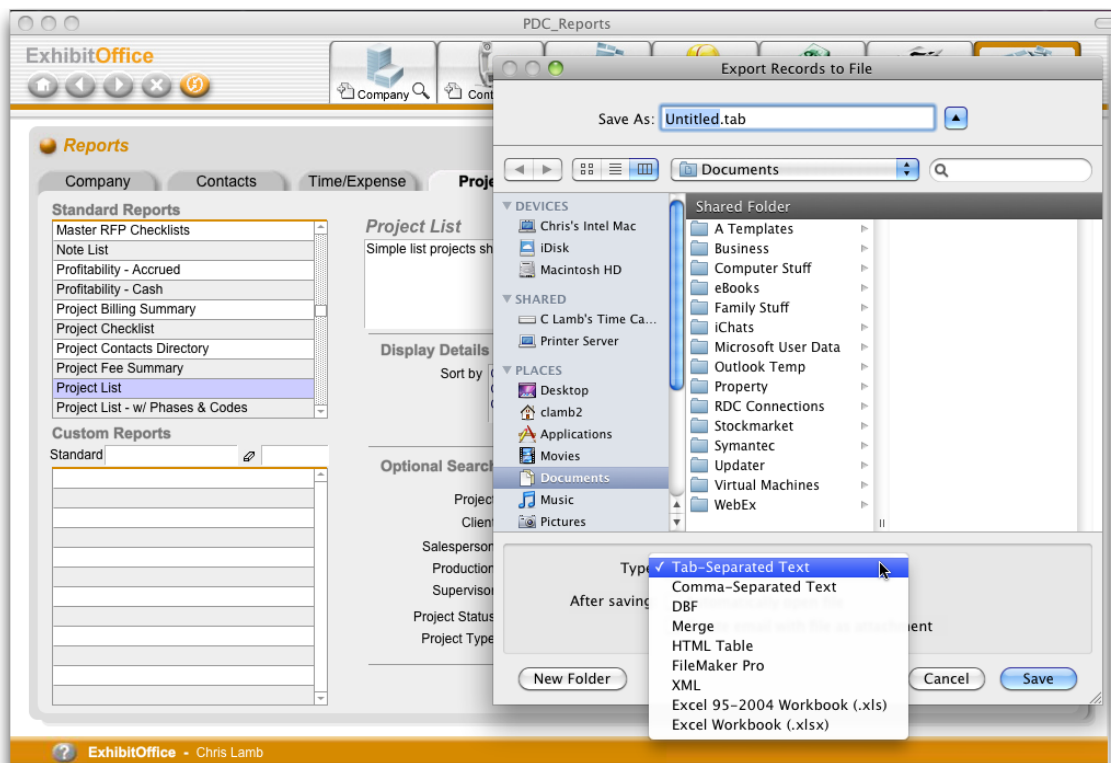 PDC_Reports
ExhibitOffice
Company
Cont
Export Records to File
Save As: Untitled.tab
Documents
Reports
Company Contacts Time/Expense Proje
Standard Reports
Master RFP Checklists
Note List
Profitability - Accrued
Profitability - Cash
Project Billing Summary
Project Checklist
Project Contacts Directory
Project Fee Summary
Project List
Project List - w/ Phases & Codes
Custom Reports
Standard
Project List
Simple list projects sh
Display Details
Sort by
Optional Search
Project
Client
Salesperson
Production
Supervisor
Project Status
Project Type
DEVICES
Chris's Intel Mac
iDisk
Macintosh HD
SHARED
C Lamb's Time Ca...
Printer Server
PLACES
Desktop
clamb2
Applications
Movies
Documents
Music
Pictures
Shared Folder
A Templates
Business
Computer Stuff
eBooks
Family Stuff
iChats
Microsoft User Data
Outlook Temp
Property
RDC Connections
Stockmarket
Symantec
Updater
Virtual Machines
WebEx
Type
After saving
✓ Tab-Separated Text
Comma-Separated Text
DBF
Merge
HTML Table
FileMaker Pro
XML
Excel 95-2004 Workbook (.xls)
Excel Workbook (.xlsx)
New Folder Cancel Save
ExhibitOffice - Chris Lamb